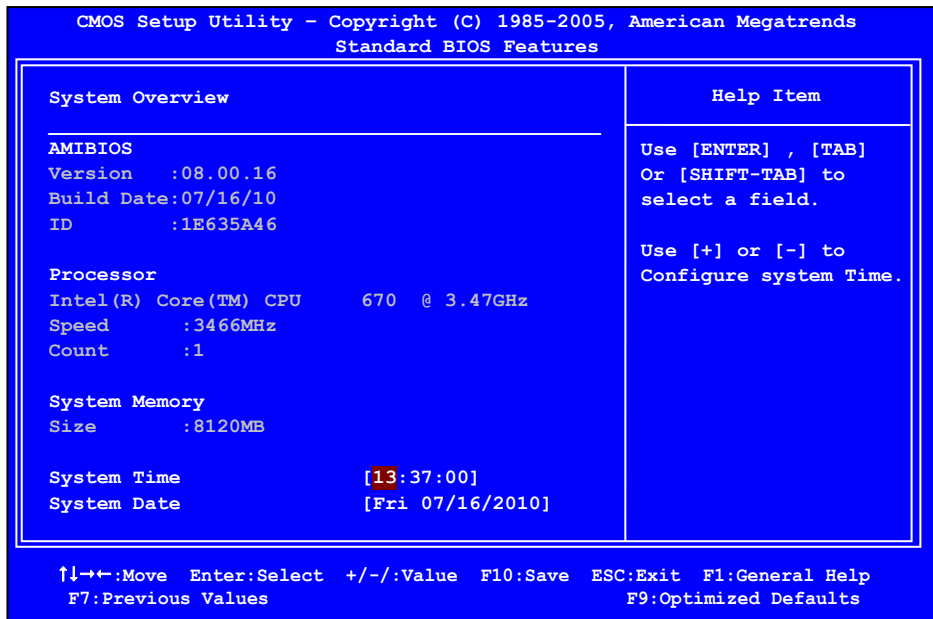 CMOS Setup Utility – Copyright (C) 1985-2005, American Megatrends
Standard BIOS Features
System Overview
AMIBIOS
Version :08.00.16
Build Date:07/16/10
ID :1E635A46
Processor
Intel(R) Core(TM) CPU 670 @ 3.47GHz
Speed :3466MHz
Count :1
System Memory
Size :8120MB
System Time [13:37:00]
System Date [Fri 07/16/2010]
Help Item
Use [ENTER] , [TAB]
Or [SHIFT-TAB] to
select a field.
Use [+] or [-] to
Configure system Time.
↑↓→←:Move Enter:Select +/-/:Value F10:Save ESC:Exit F1:General Help
F7:Previous Values F9:Optimized Defaults